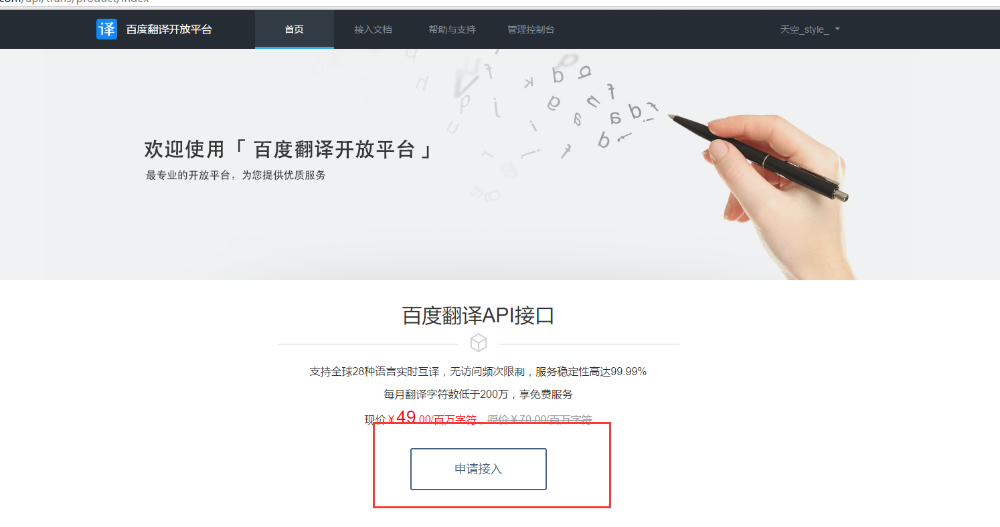 com/api/trans/product/index
译 百度翻译开放平台 首页 接入文档 帮助与支持 管理控制台 天空_style_
欢迎使用「 百度翻译开放平台 」
最专业的开放平台，为您提供优质服务
百度翻译API接口
支持全球28种语言实时互译，无访问频次限制，服务稳定性高达99.99%
每月翻译字符数低于200万，享免费服务
现价￥49.00/百万字符，原价￥70.00/百万字符
申请接入